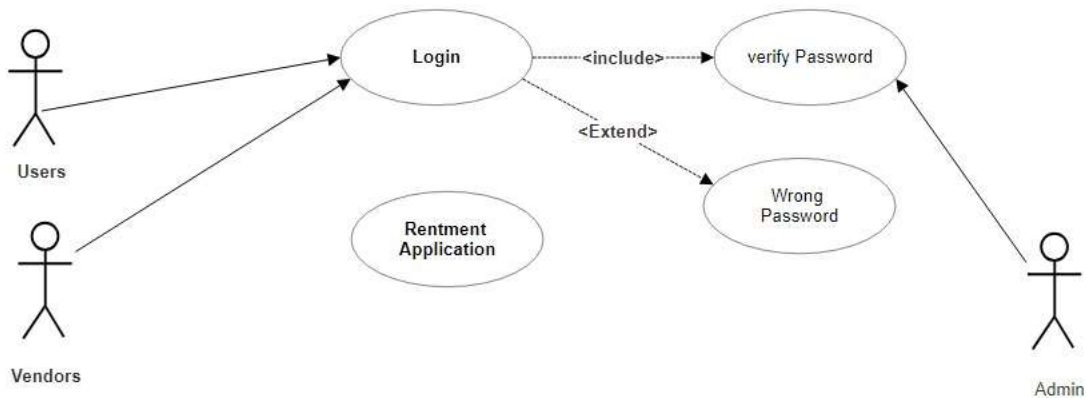 Login
<include>
verify Password
<Extend>
Users
Wrong
Password
Rentment
Application
Vendors
Admin